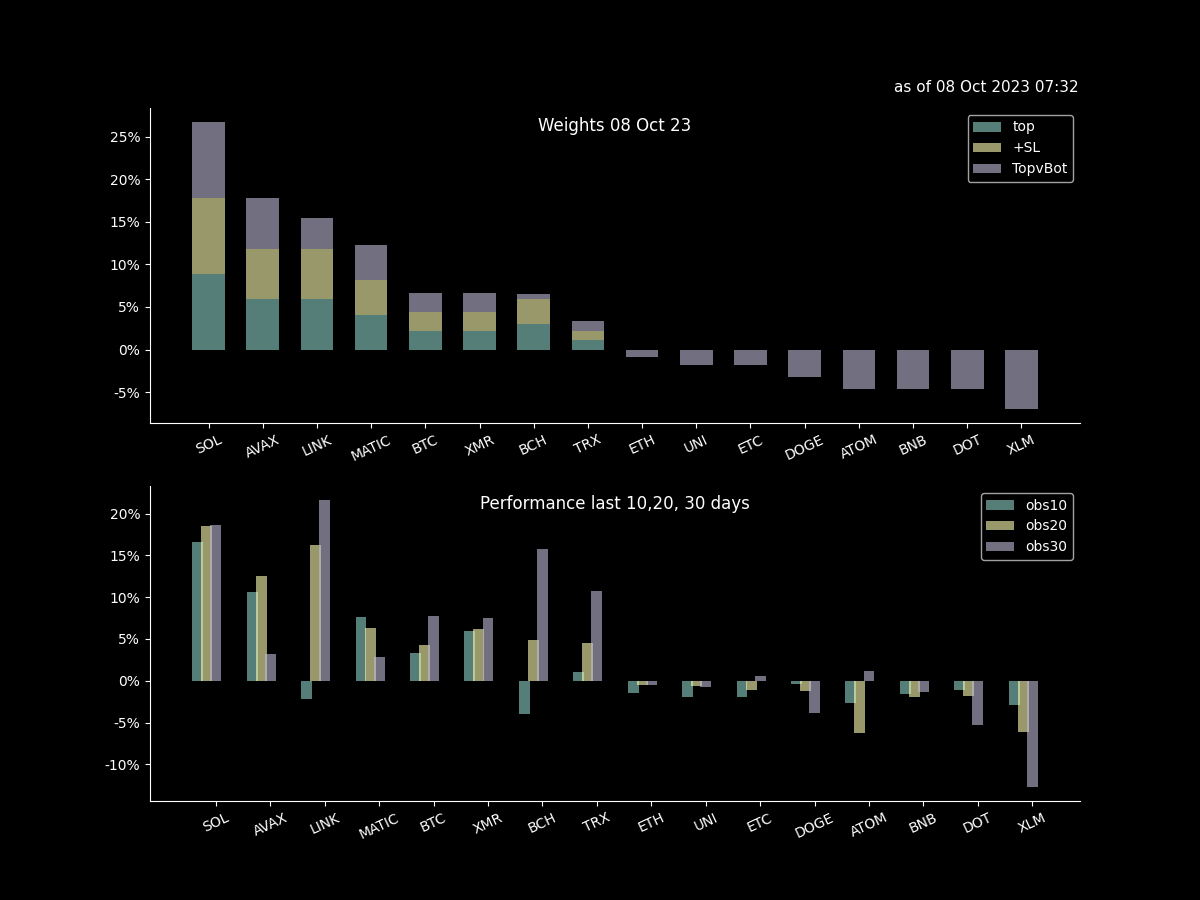 as of 08 Oct 2023 07:32
Weights 08 Oct 23
top
+SL
TopvBot
25%
20%
15%
10%
5%
0%
-5%
SOL AVAX LINK MATIC BTC XMR BCH TRX ETH UNI ETC DOGE ATOM BNB DOT XLM
Performance last 10,20, 30 days
obs10
obs20
obs30
20%
15%
10%
5%
0%
-5%
-10%
SOL AVAX LINK MATIC BTC XMR BCH TRX ETH UNI ETC DOGE ATOM BNB DOT XLM